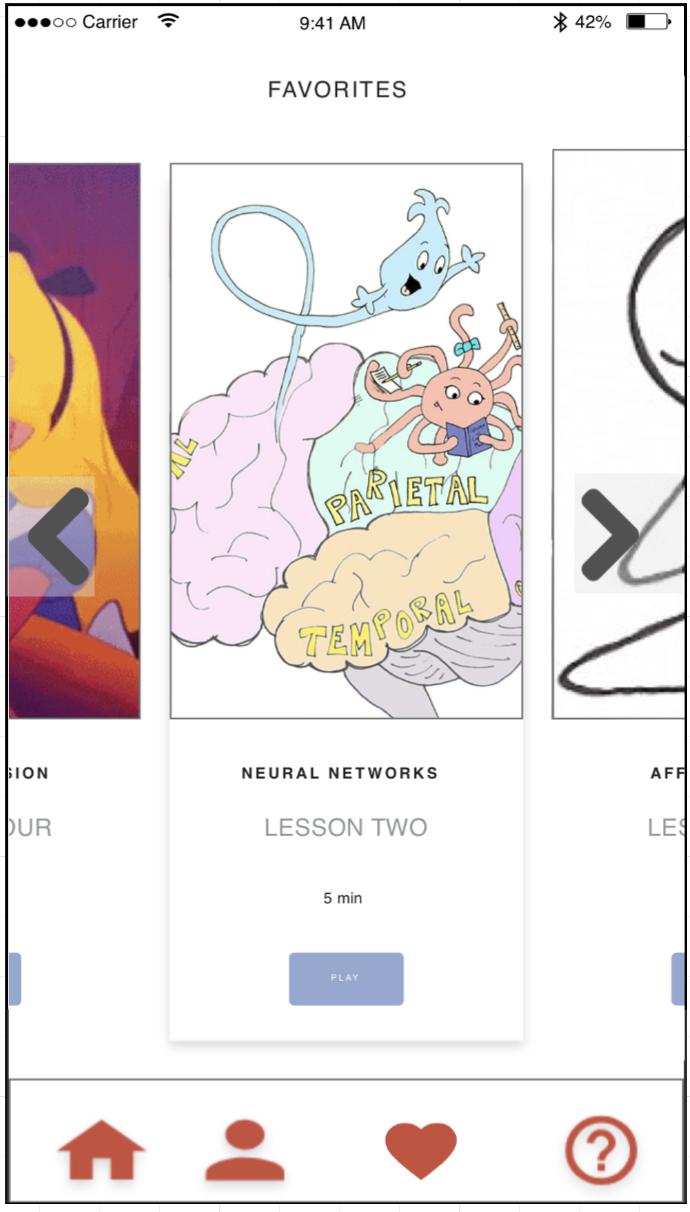 Carrier 9:41 AM 42%
FAVORITES
AL
PARIETAL
TEMPORAL
SION NEURAL NETWORKS AFF
OUR LESSON TWO LES
5 min
PLAY
?